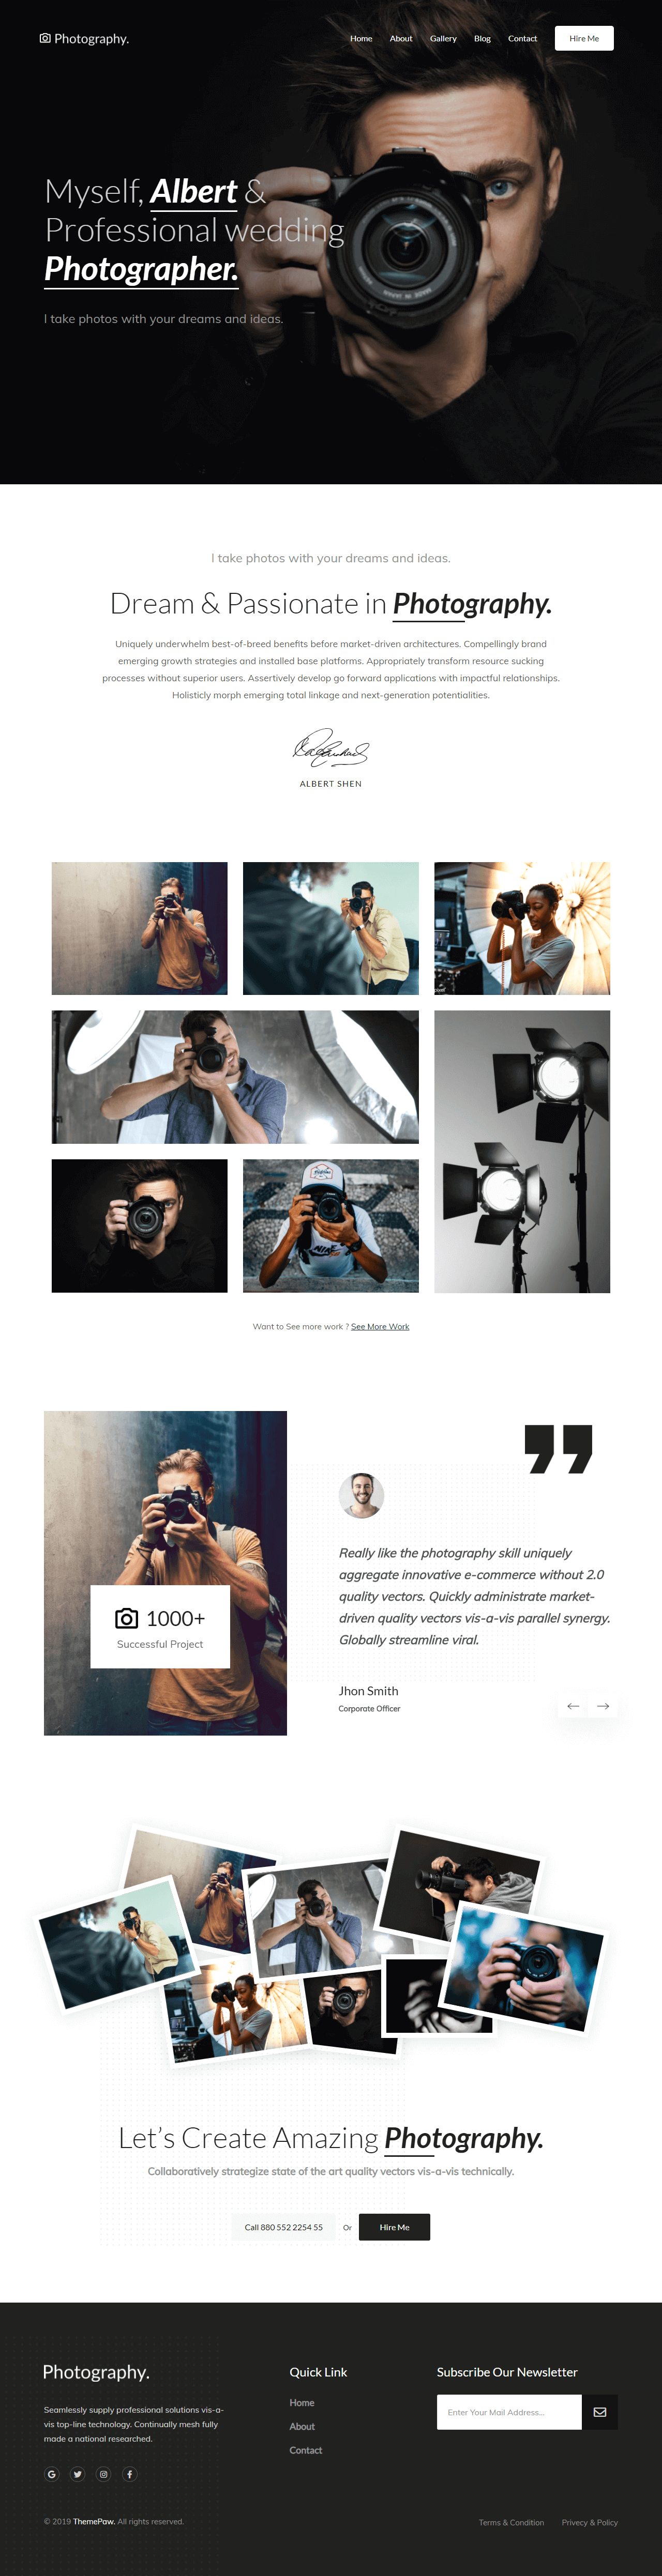 Photography.
Home About Gallery Blog Contact Hire Me
Myself, Albert &
Professional wedding
Photographer.
I take photos with your dreams and ideas.
I take photos with your dreams and ideas.
Dream & Passionate in Photography.
Uniquely underwhelm best-of-breed benefits before market-driven architectures. Compellingly brand
emerging growth strategies and installed base platforms. Appropriately transform resource sucking
processes without superior users. Assertively develop go forward applications with impactful relationships.
Holisticly morph emerging total linkage and next-generation potentialities.
ALBERT SHEN
Want to See more work ? See More Work
1000+
Successful Project
Really like the photography skill uniquely
aggregate innovative e-commerce without 2.0
quality vectors. Quickly administrate market-
driven quality vectors vis-a-vis parallel synergy.
Globally streamline viral.
Jhon Smith
Corporate Officer
Let's Create Amazing Photography.
Collaboratively strategize state of the art quality vectors vis-a-vis technically.
Call 880 552 2254 55 Or Hire Me
Photography.
Seamlessly supply professional solutions vis-a-
vis top-line technology. Continually mesh fully
made a national researched.
Quick Link
Home
About
Contact
Subscribe Our Newsletter
Enter Your Mail Address...
© 2019 ThemePaw. All rights reserved.
Terms & Condition Privecy & Policy